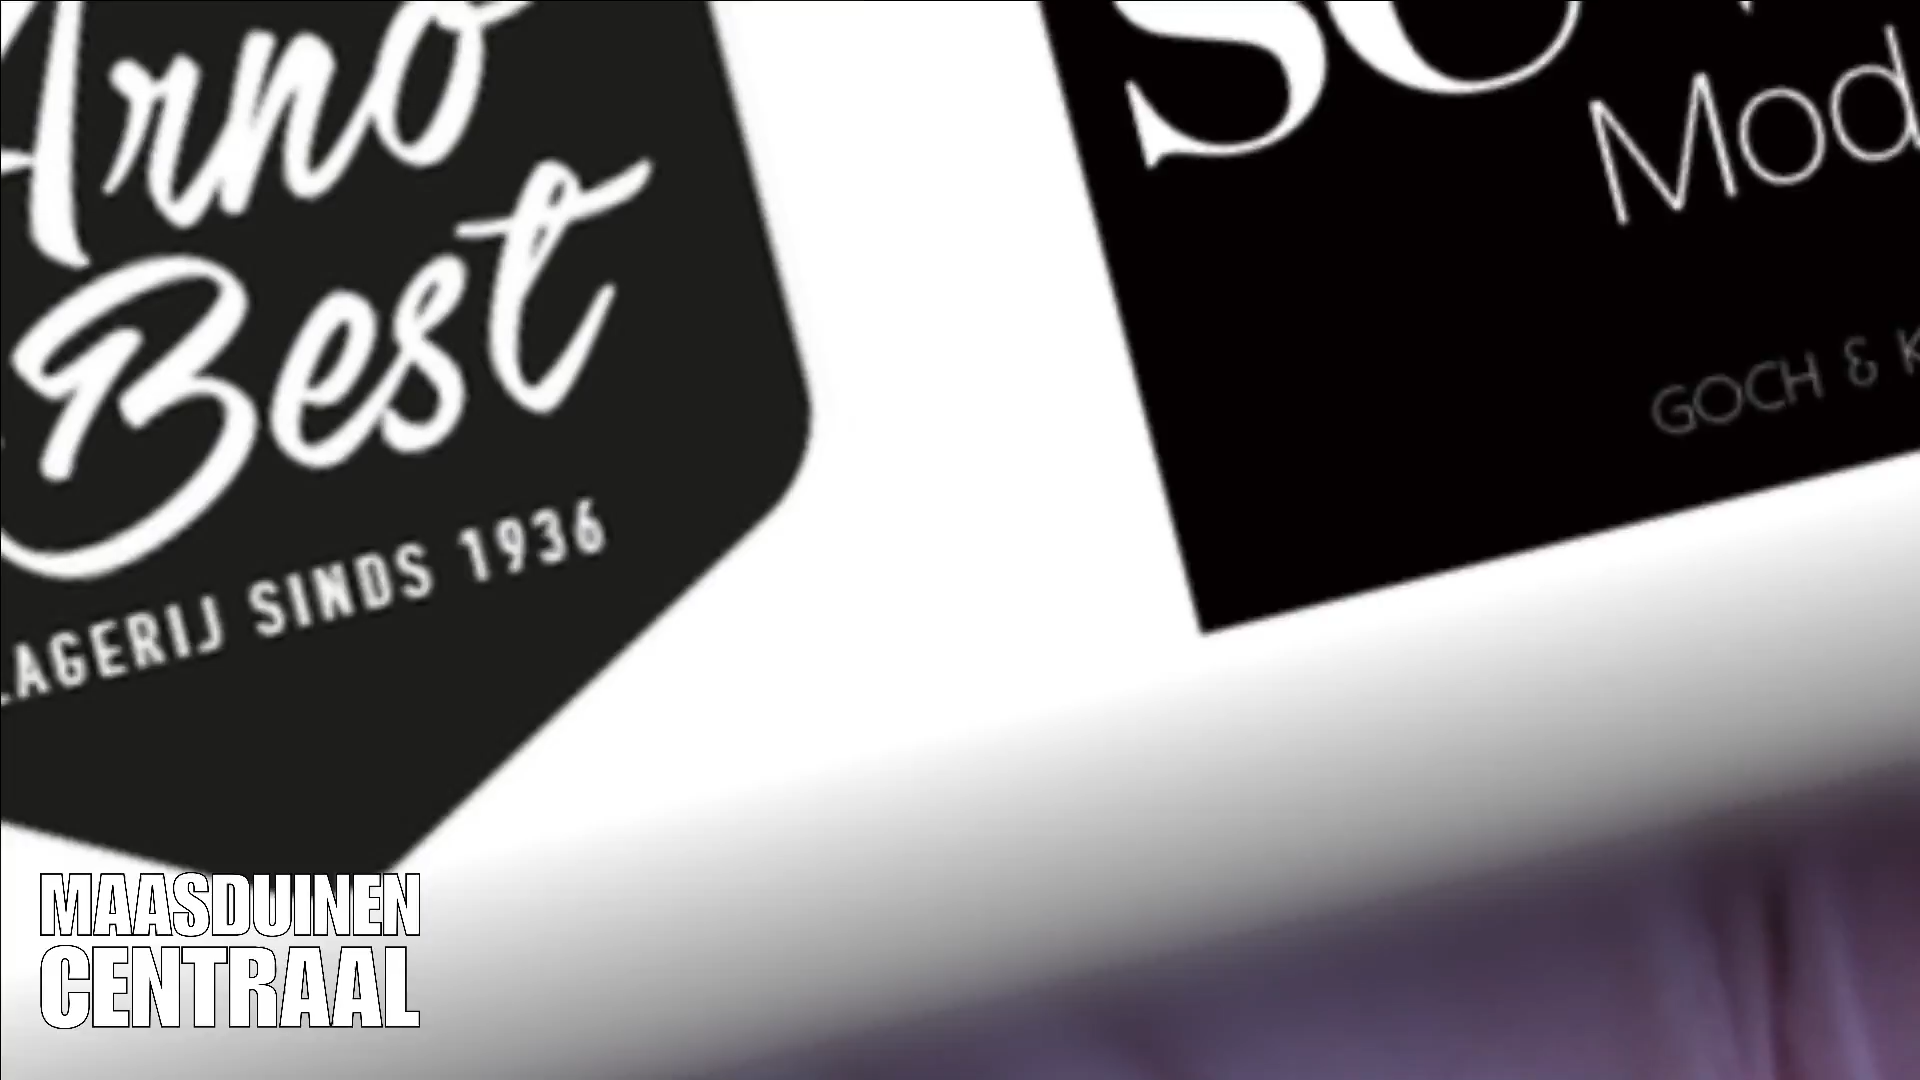 Arno
Best
LAGERIJ SINDS 1936
Mod
GOCH & K
MAASDUINEN
CENTRAAL